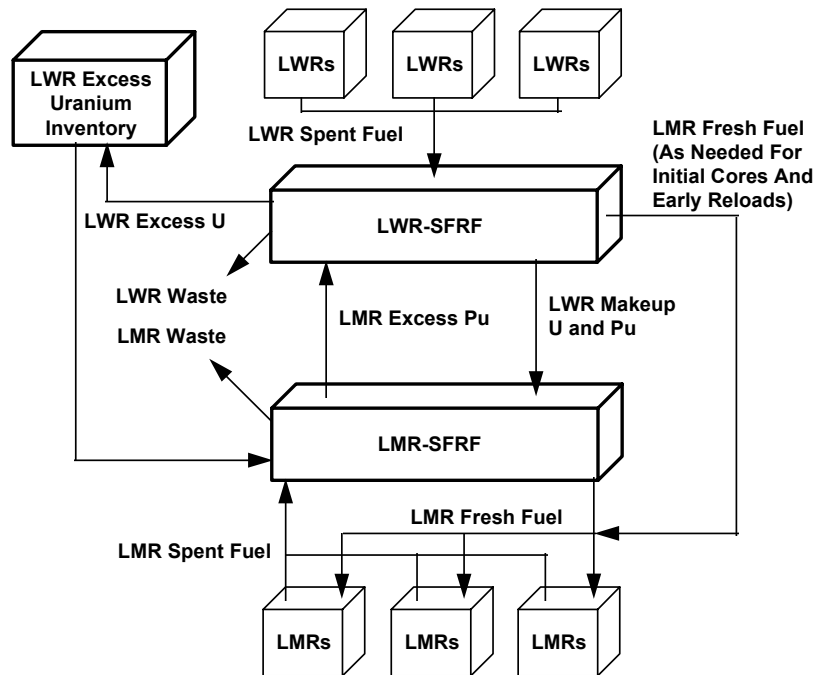 LWR Excess
Uranium
Inventory
LWRs
LWRs
LWRs
LWR Spent Fuel
LMR Fresh Fuel
(As Needed For
Initial Cores And
Early Reloads)
LWR Excess U
LWR-SFRF
LWR Waste
LMR Waste
LMR Excess Pu
LWR Makeup
U and Pu
LMR-SFRF
LMR Fresh Fuel
LMR Spent Fuel
LMRs
LMRs
LMRs